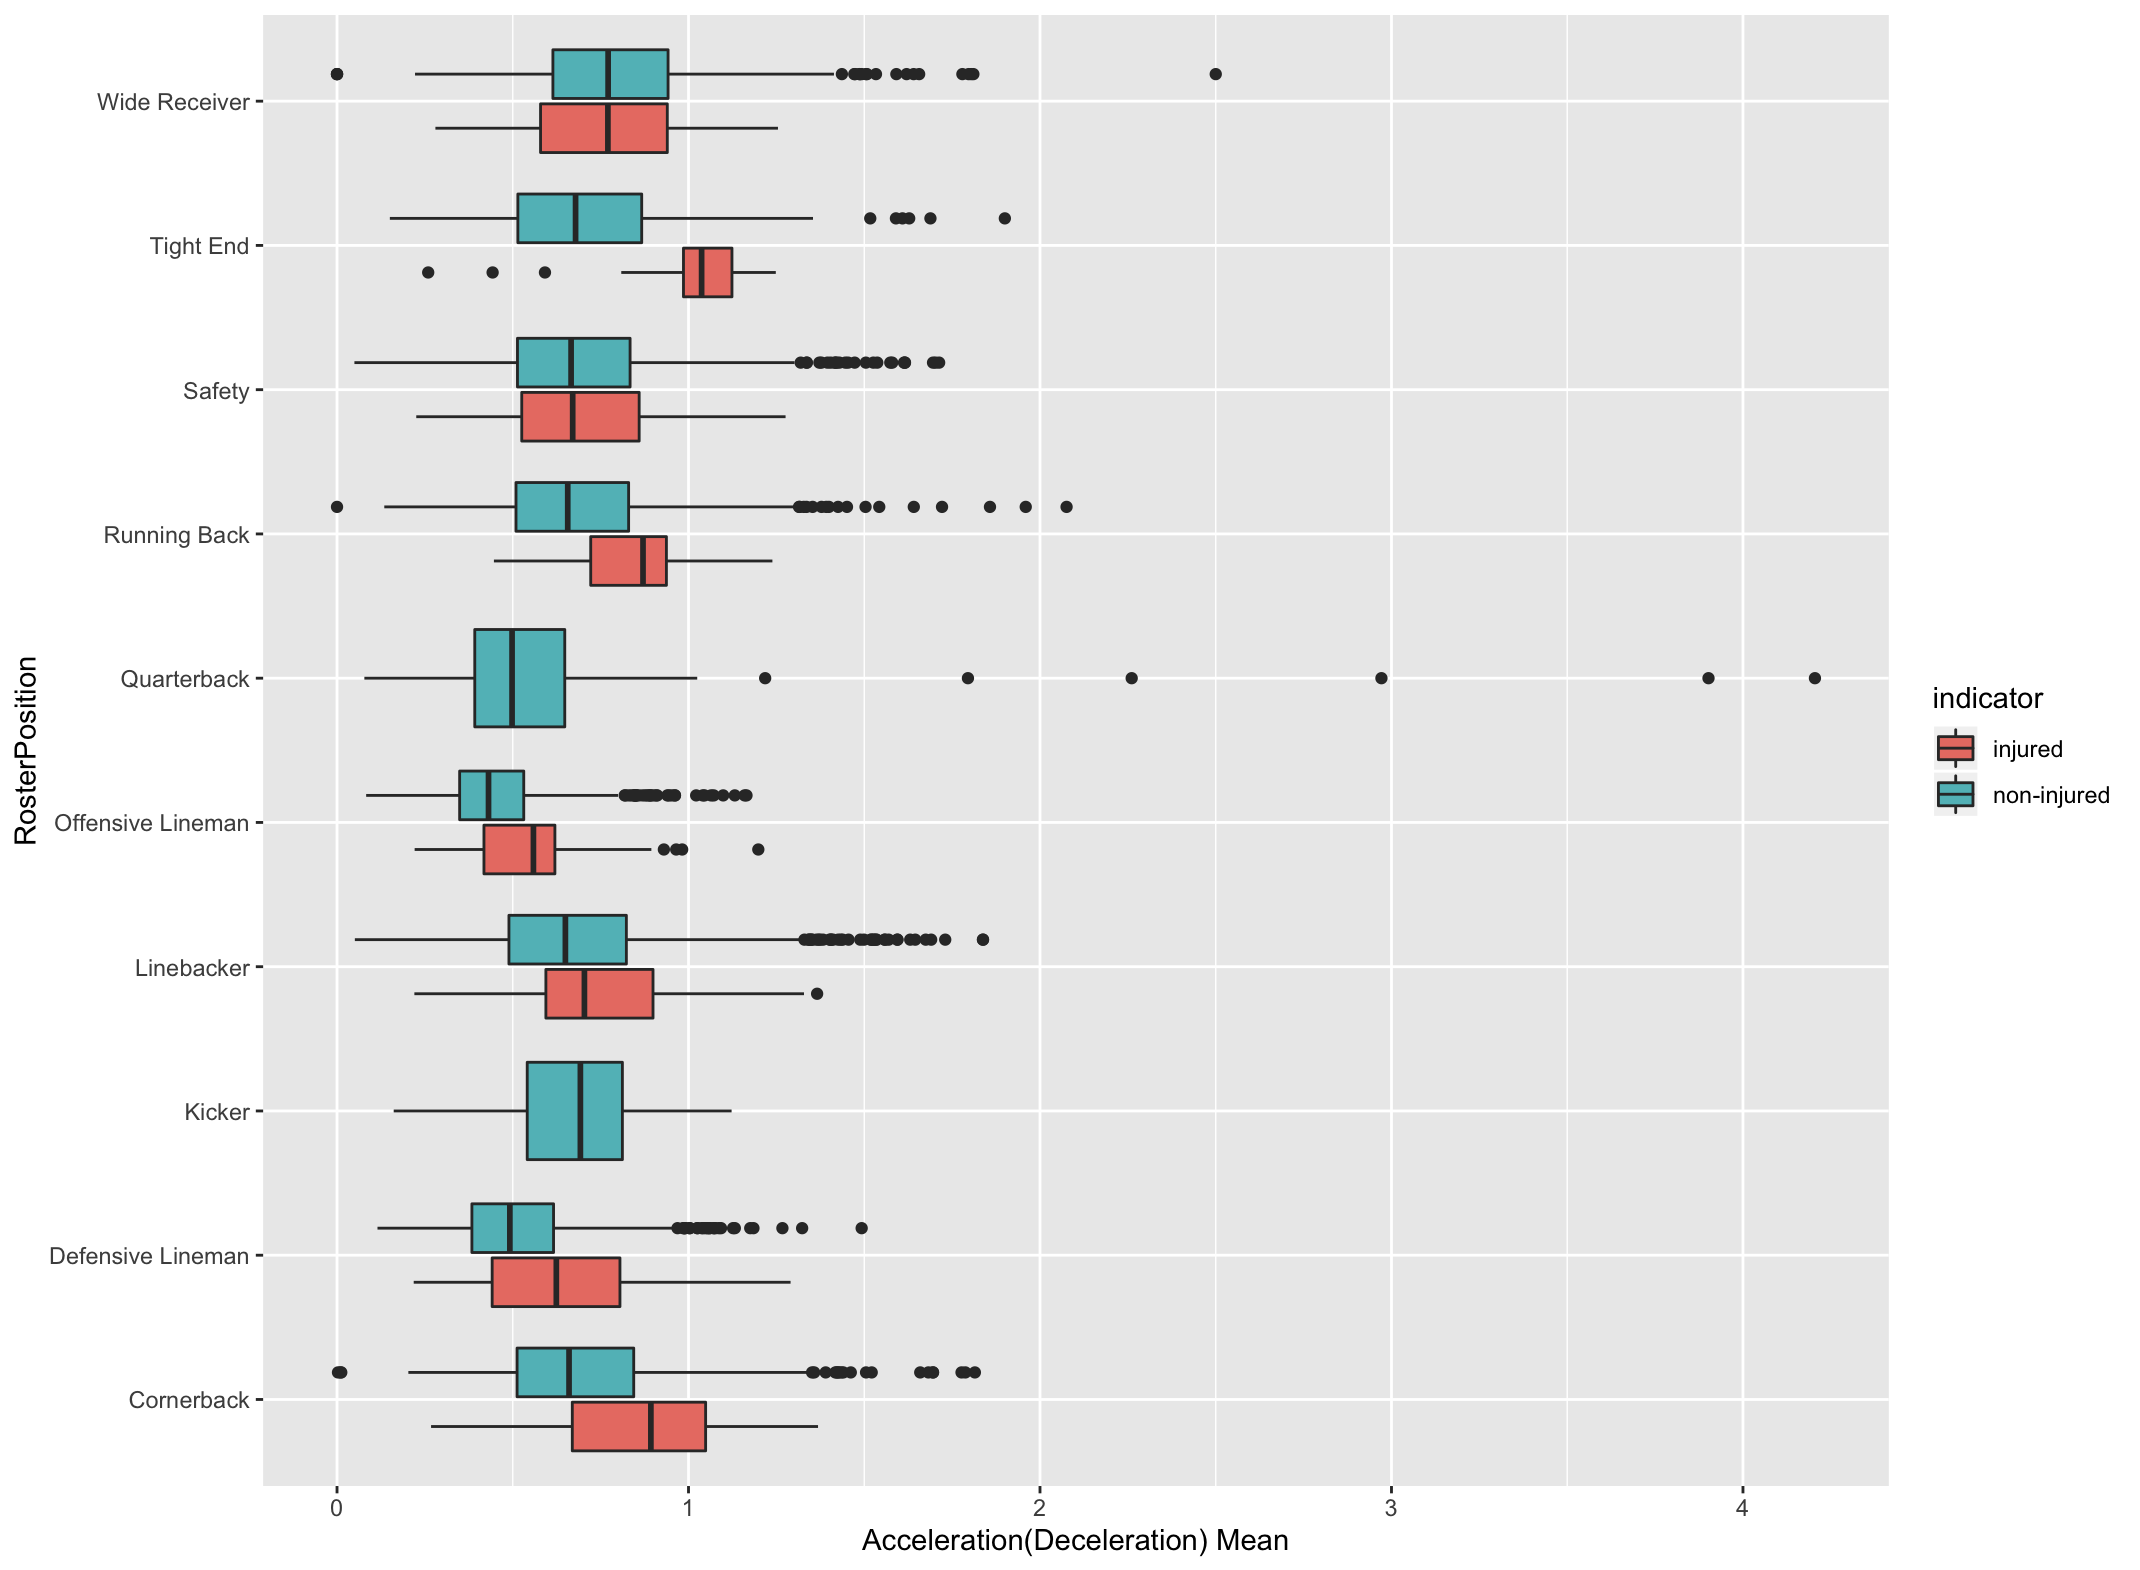 RosterPosition
Wide Receiver
Tight End
Safety
Running Back
Quarterback
Offensive Lineman
Linebacker
Kicker
Defensive Lineman
Cornerback
0 1 2 3 4
Acceleration(Deceleration) Mean
indicator
injured
non-injured